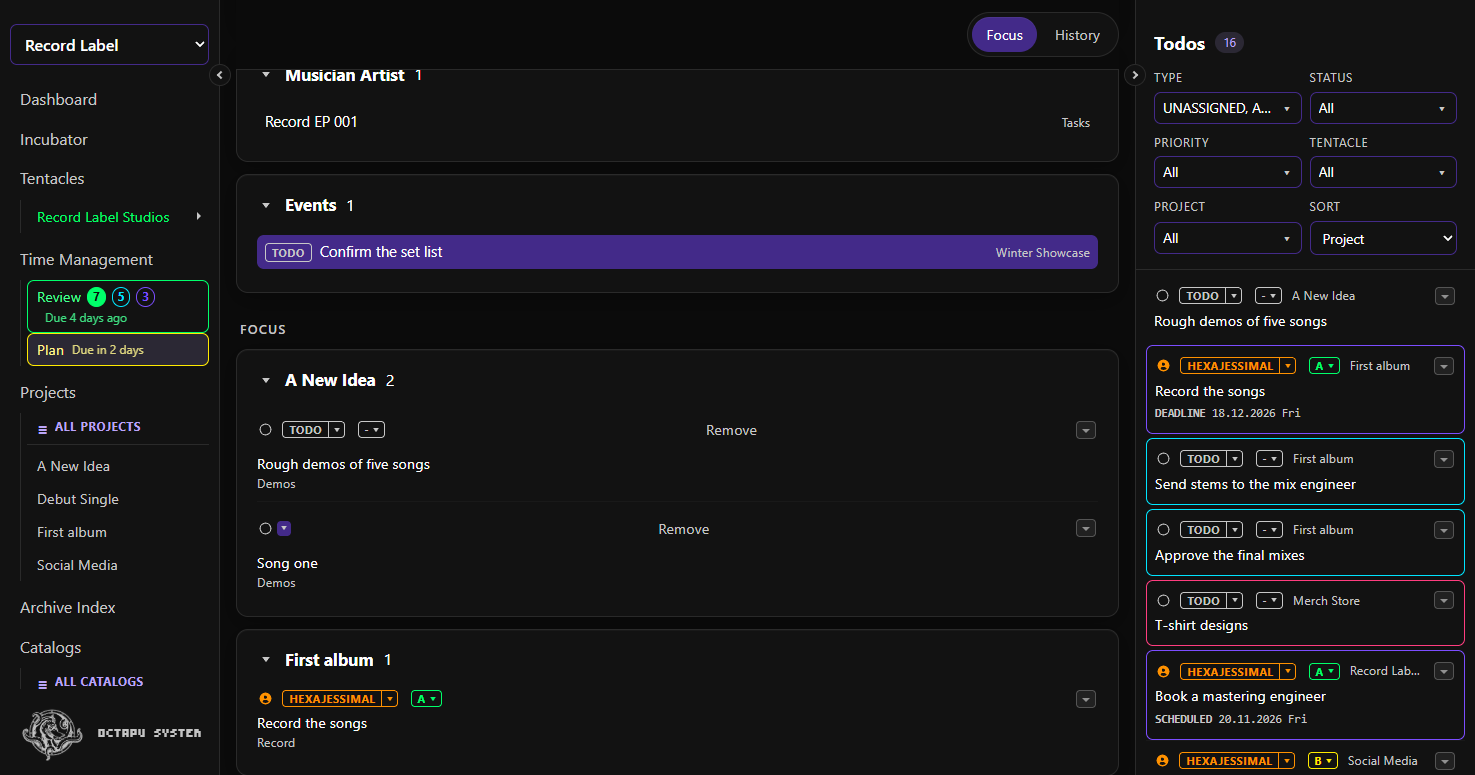 Record Label
Dashboard
Incubator
Tentacles
Record Label Studios
Time Management
Review 7 5 3
Due 4 days ago
Plan Due in 2 days
Projects
ALL PROJECTS
A New Idea
Debut Single
First album
Social Media
Archive Index
Catalogs
ALL CATALOGS
OCTAPU SYSTEM
Focus History
Musician Artist 1
Record EP 001 Tasks
Events 1
TODO Confirm the set list Winter Showcase
FOCUS
A New Idea 2
TODO - Remove
Rough demos of five songs
Demos
Remove
Song one
Demos
First album 1
HEXAJESSIMAL A
Record the songs
Record
Todos 16
TYPE STATUS
UNASSIGNED, A... All
PRIORITY TENTACLE
All All
PROJECT SORT
All Project
TODO - A New Idea
Rough demos of five songs
HEXAJESSIMAL A First album
Record the songs
DEADLINE 18.12.2026 Fri
TODO - First album
Send stems to the mix engineer
TODO - First album
Approve the final mixes
TODO - Merch Store
T-shirt designs
HEXAJESSIMAL A Record Lab...
Book a mastering engineer
SCHEDULED 20.11.2026 Fri
HEXAJESSIMAL B Social Media